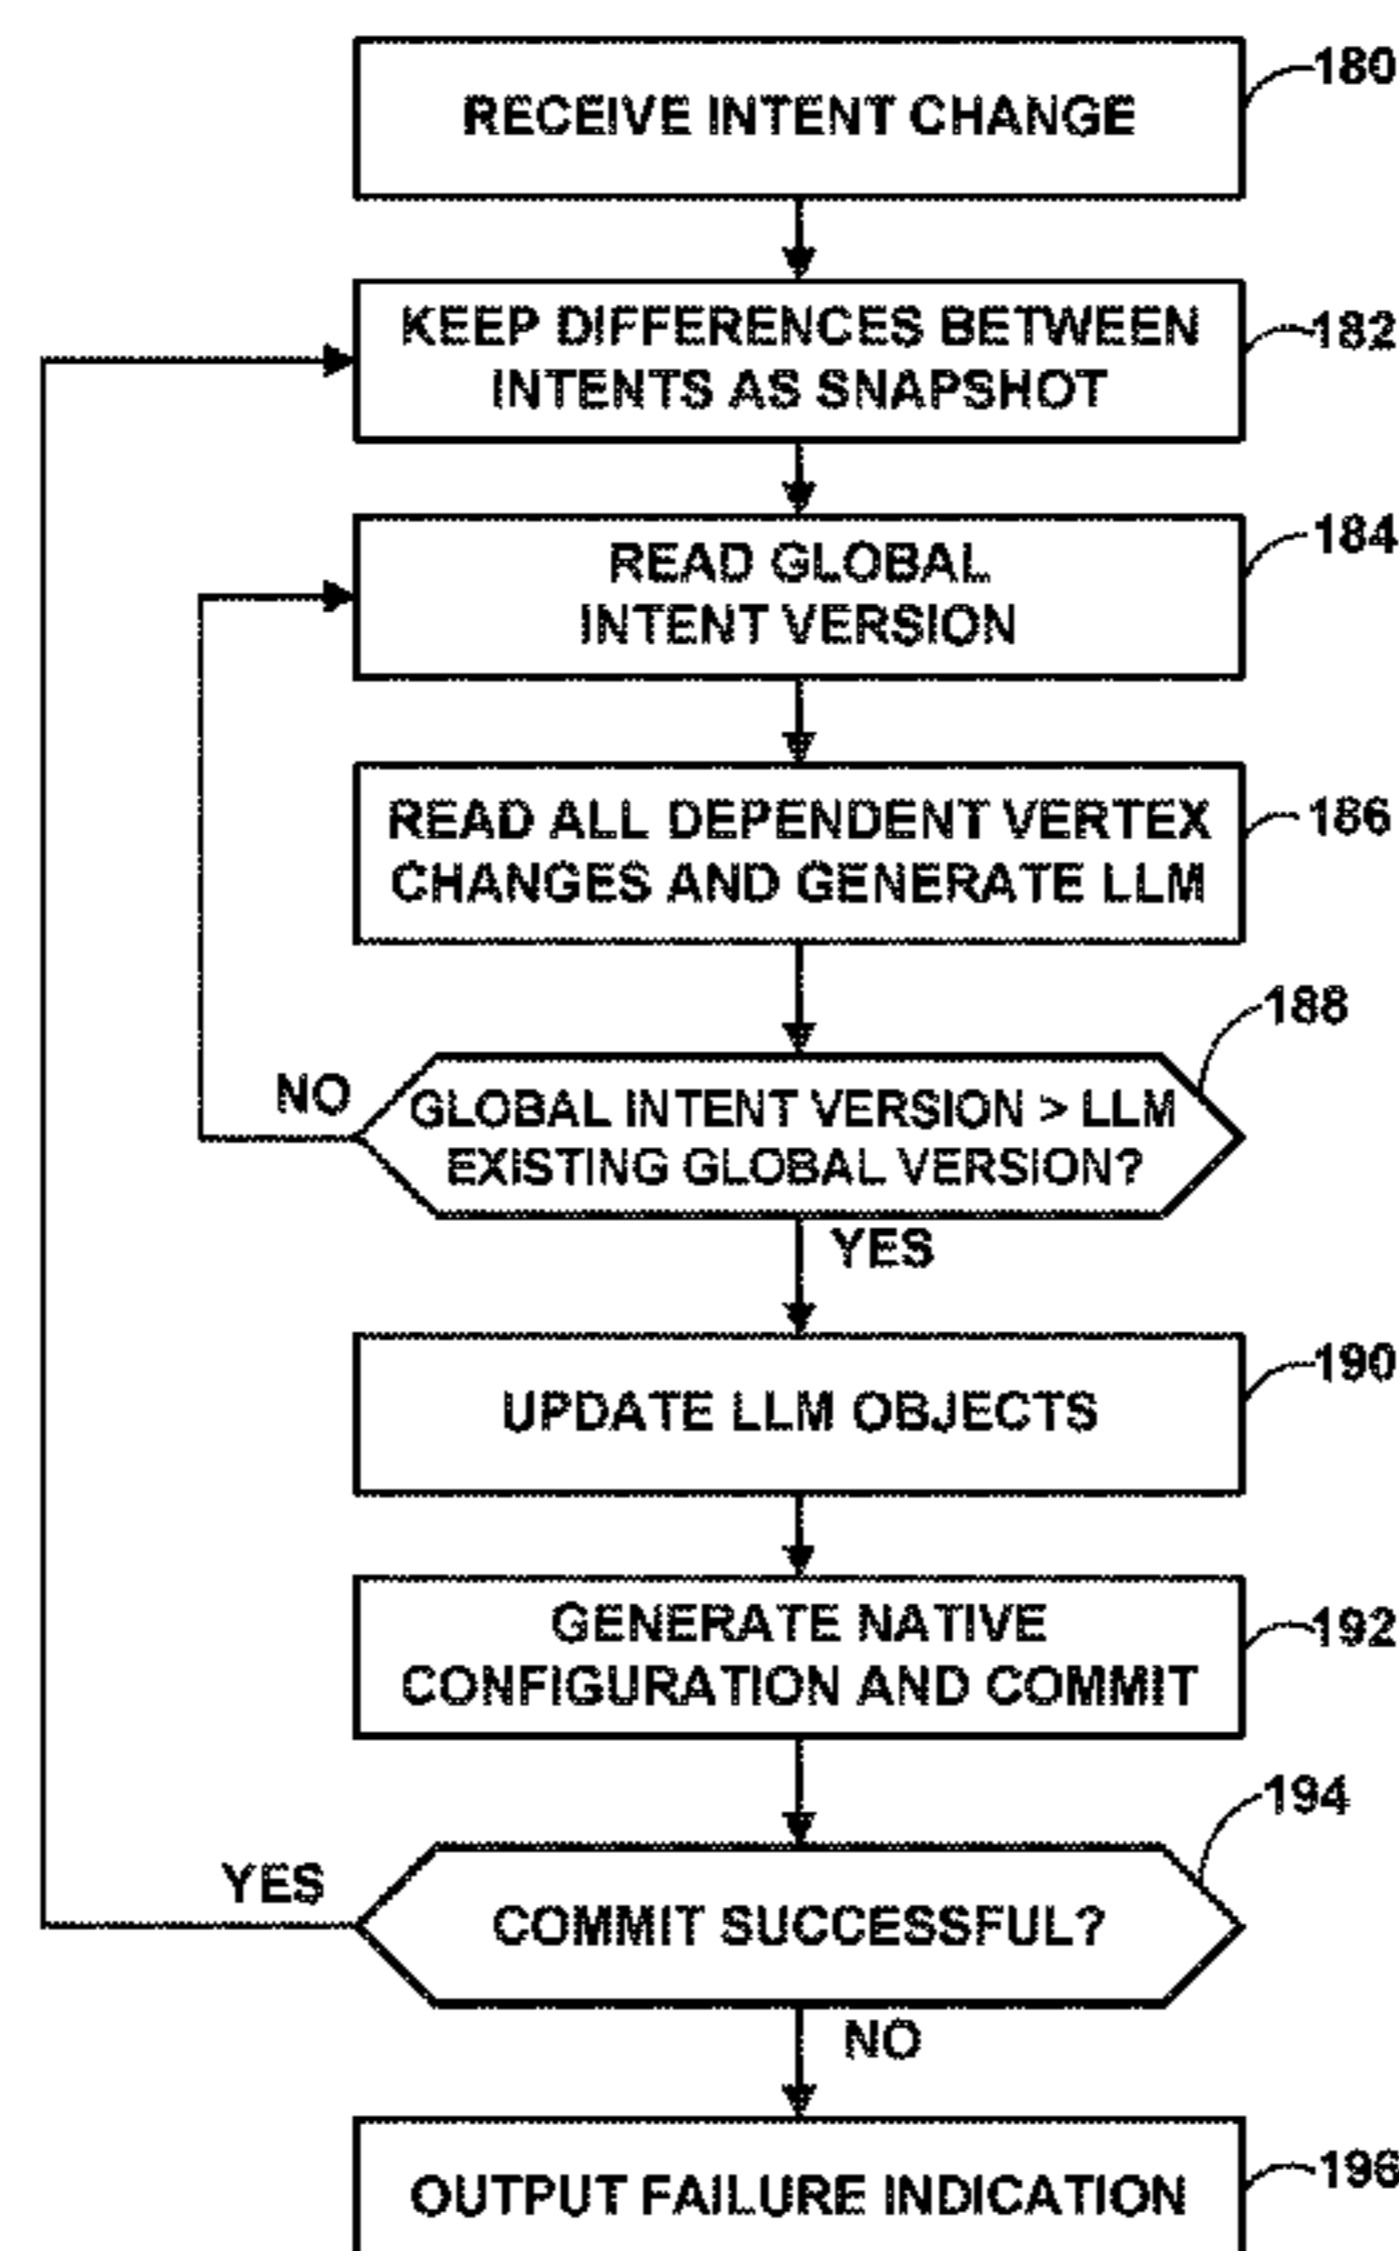 RECEIVE INTENT CHANGE
180
KEEP DIFFERENCES BETWEEN
INTENTS AS SNAPSHOT
182
READ GLOBAL
INTENT VERSION
184
READ ALL DEPENDENT VERTEX
CHANGES AND GENERATE LLM
186
188
NO
GLOBAL INTENT VERSION > LLM
EXISTING GLOBAL VERSION?
YES
UPDATE LLM OBJECTS
190
GENERATE NATIVE
CONFIGURATION AND COMMIT
192
194
YES
COMMIT SUCCESSFUL?
NO
OUTPUT FAILURE INDICATION
196